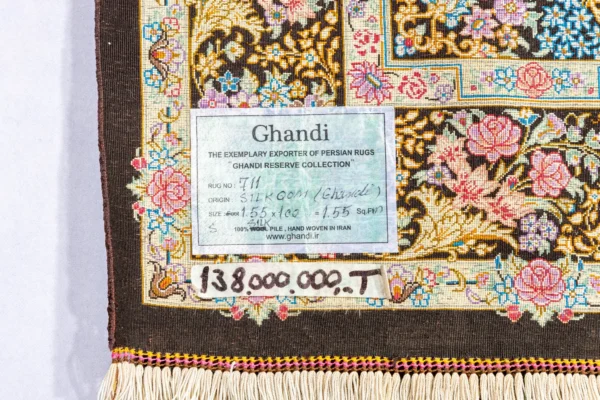 Ghandi
THE EXEMPLARY EXPORTER OF PERSIAN RUGS
"GHANDI RESERVE COLLECTION"
RUG NO: 711
ORIGIN SILK QOM (Ghandi)
SIZE 1.55 x 100 = 1.55 Sq.
S SILK
100% PILE, HAND WOVEN IN IRAN
www.ghandi.ir
138.000.000,-T